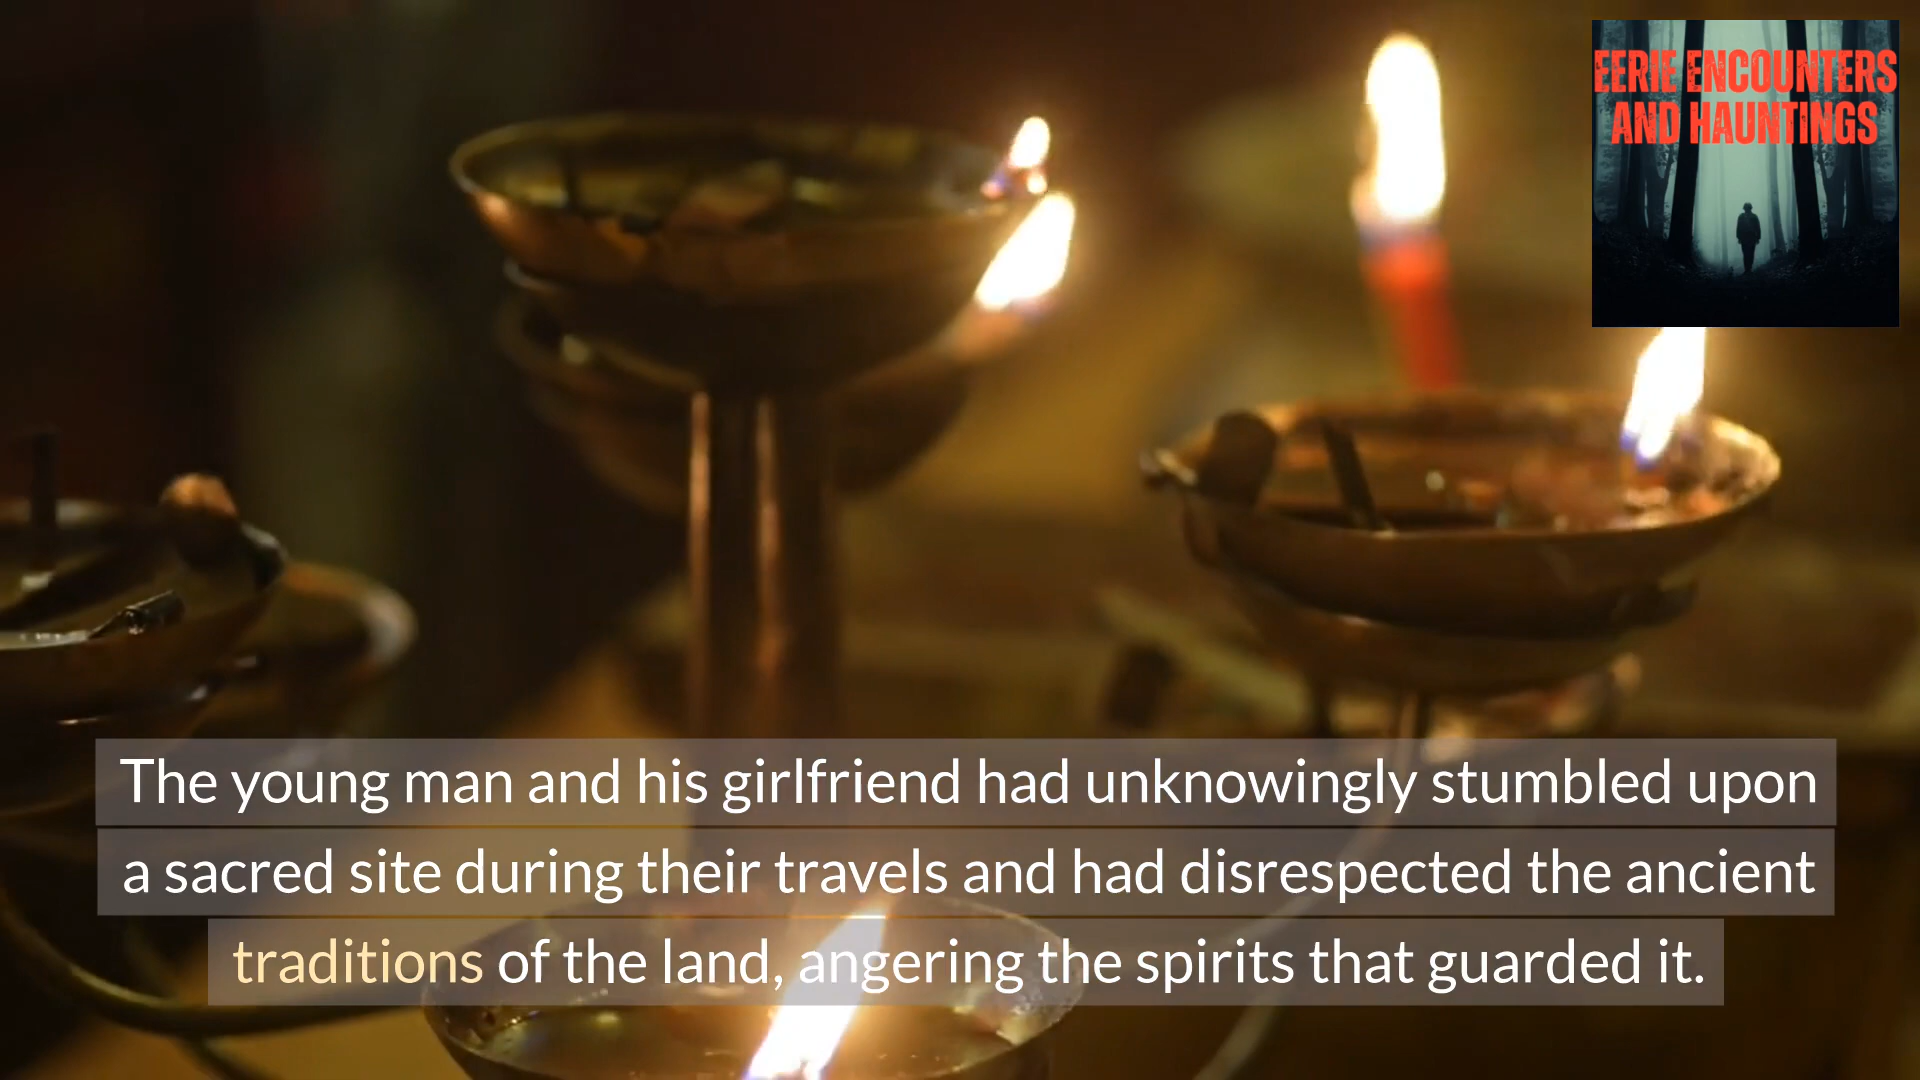 EERIE ENCOUNTERS
AND HAUNTINGS
The young man and his girlfriend had unknowingly stumbled upon
a sacred site during their travels and had disrespected the ancient
traditions of the land, angering the spirits that guarded it.